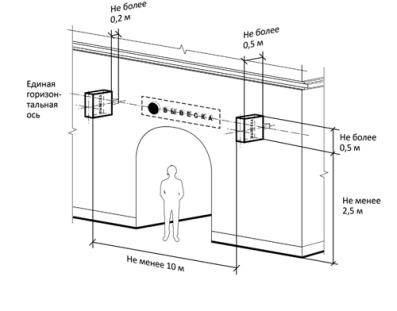 Не более
0,2 м
Не более
0,5 м
Единая
горизон-
тальная
ось
ВЫВЕСКА
Не более
0,5 м
Не менее
2,5 м
Не менее 10 м